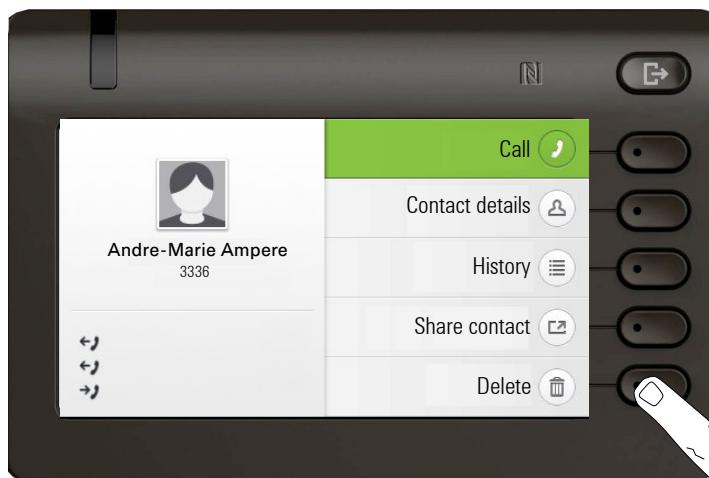 Call
Contact details
Andre-Marie Ampere
3336
History
Share contact
Delete